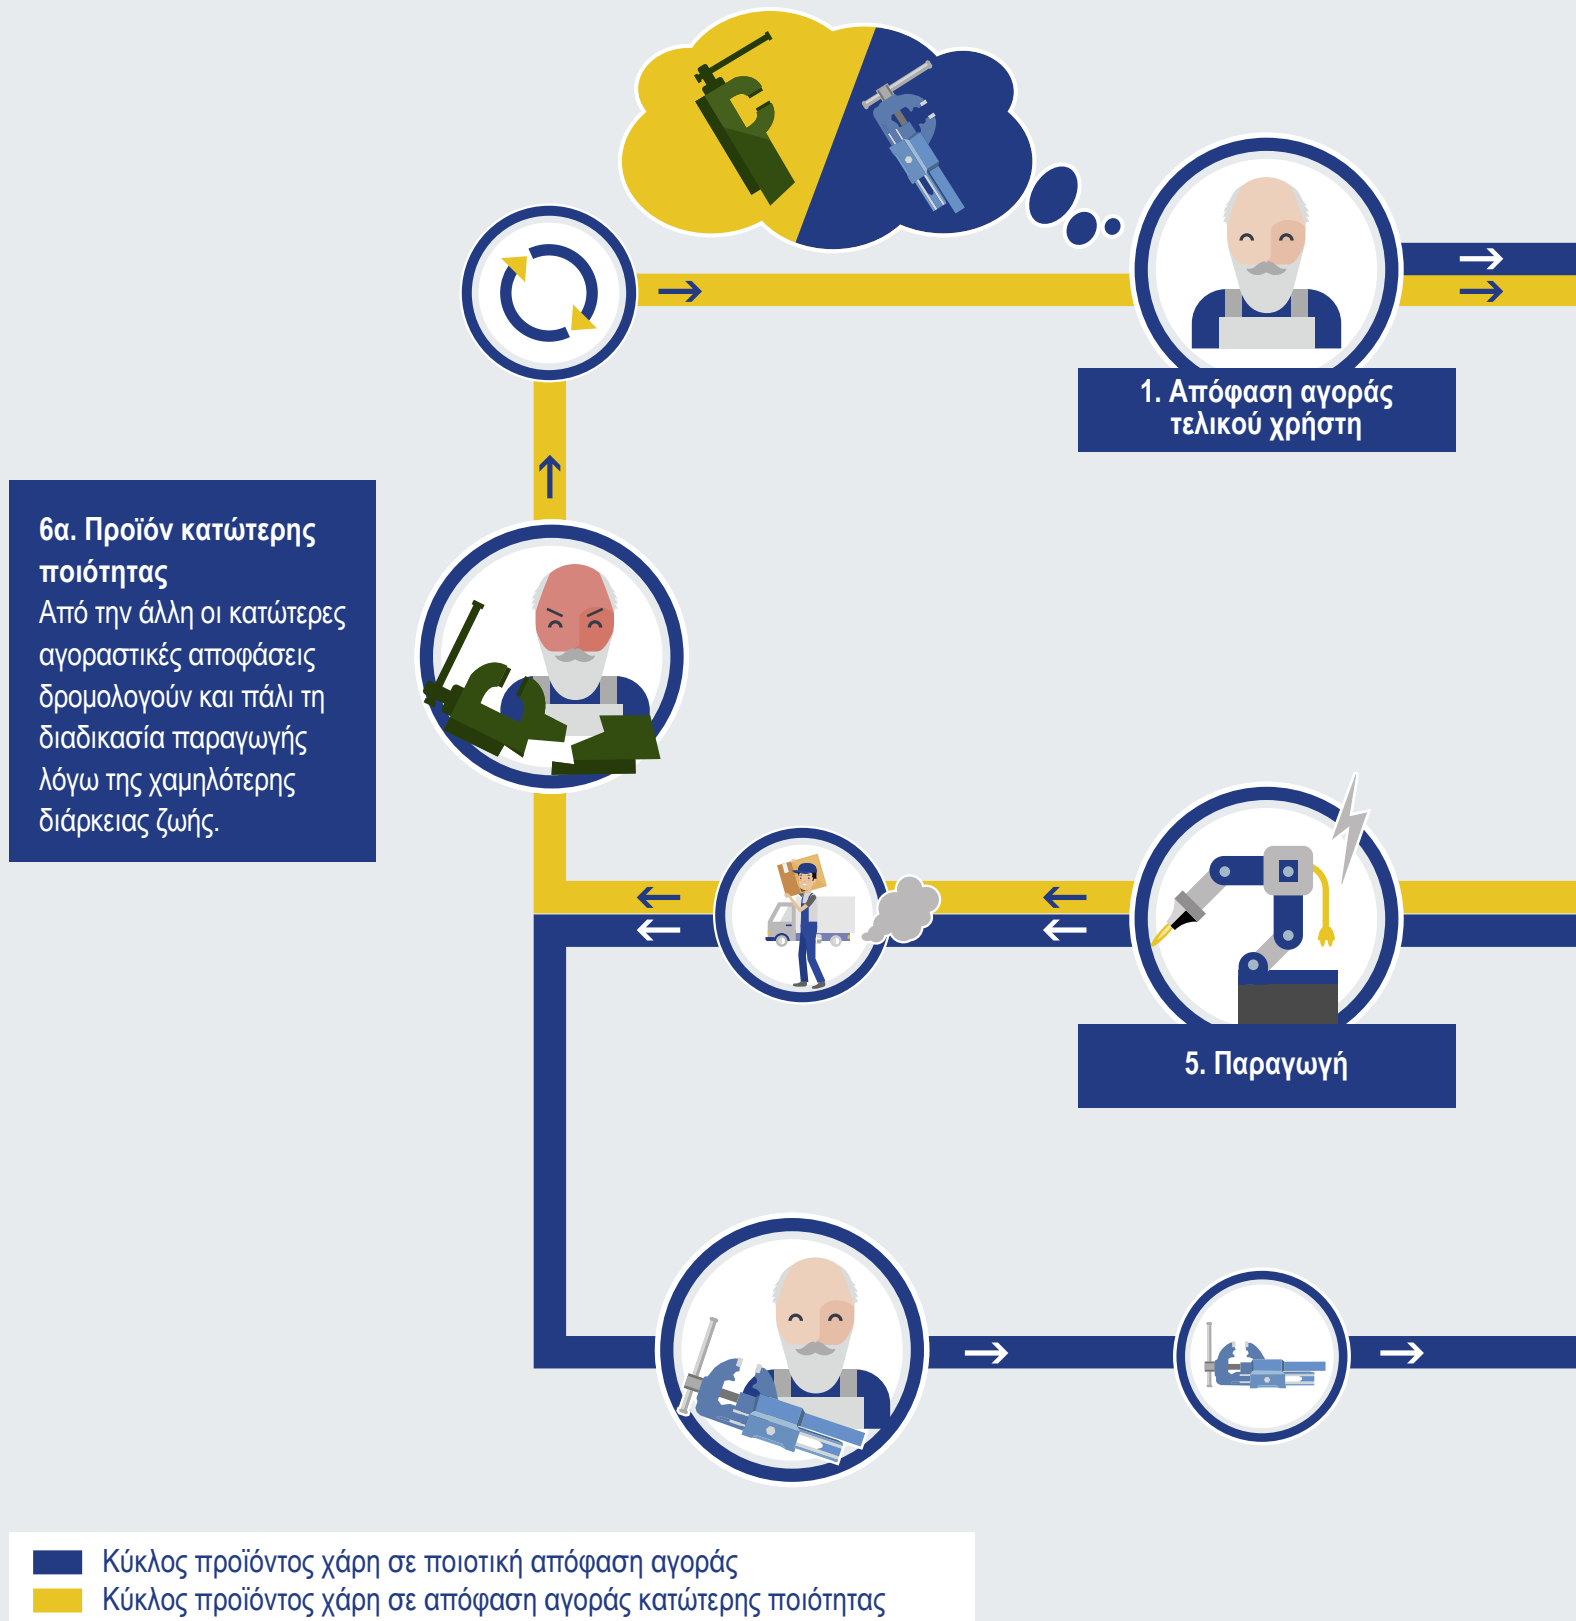 1. Απόφαση αγοράς
τελικού χρήστη
6α. Προϊόν κατώτερης
ποιότητας
Από την άλλη οι κατώτερες
αγοραστικές αποφάσεις
δρομολογούν και πάλι τη
διαδικασία παραγωγής
λόγω της χαμηλότερης
διάρκειας ζωής.
5. Παραγωγή
Κύκλος προϊόντος χάρη σε ποιοτική απόφαση αγοράς
Κύκλος προϊόντος χάρη σε απόφαση αγοράς κατώτερης ποιότητας